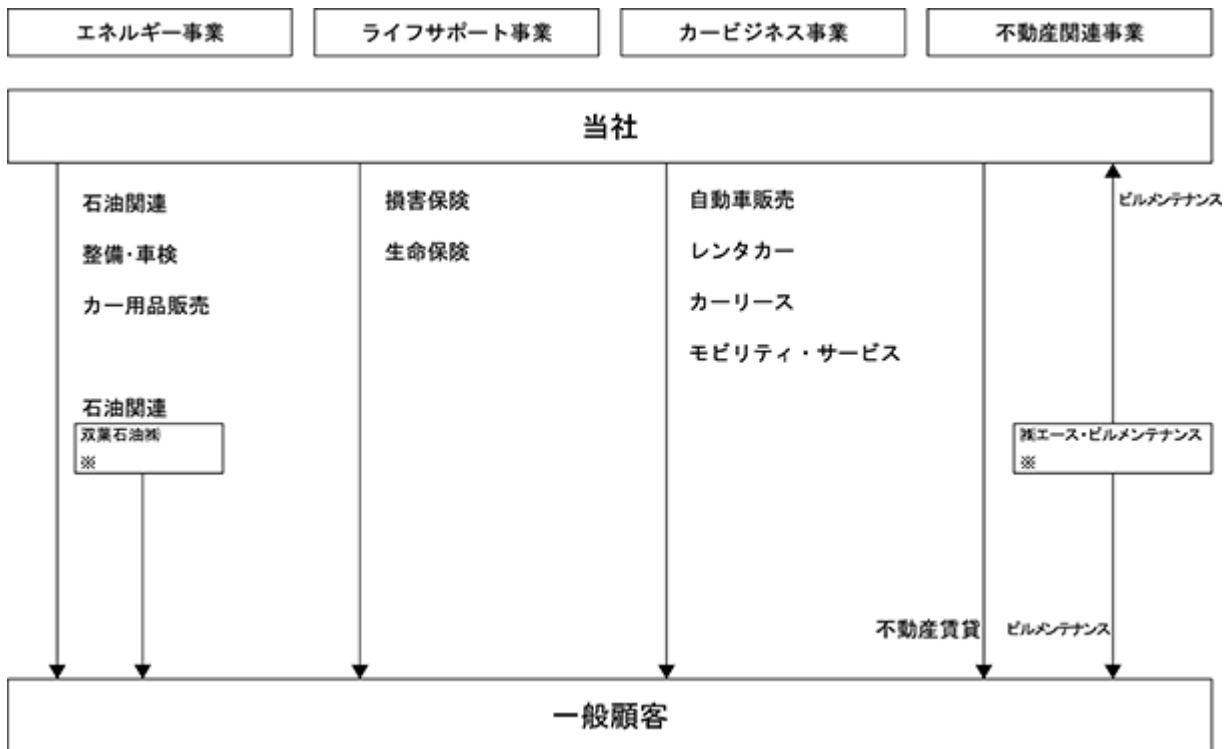 エネルギー事業
ライフサポート事業
カービジネス事業
不動産関連事業
当社
石油関連
整備・車検
カー用品販売
損害保険
生命保険
自動車販売
レンタカー
カーリース
モビリティ・サービス
ビルメンテナンス
石油関連
双葉石油㈱
※
㈱エース・ビルメンテナンス
※
不動産賃貸
ビルメンテナンス
一般顧客